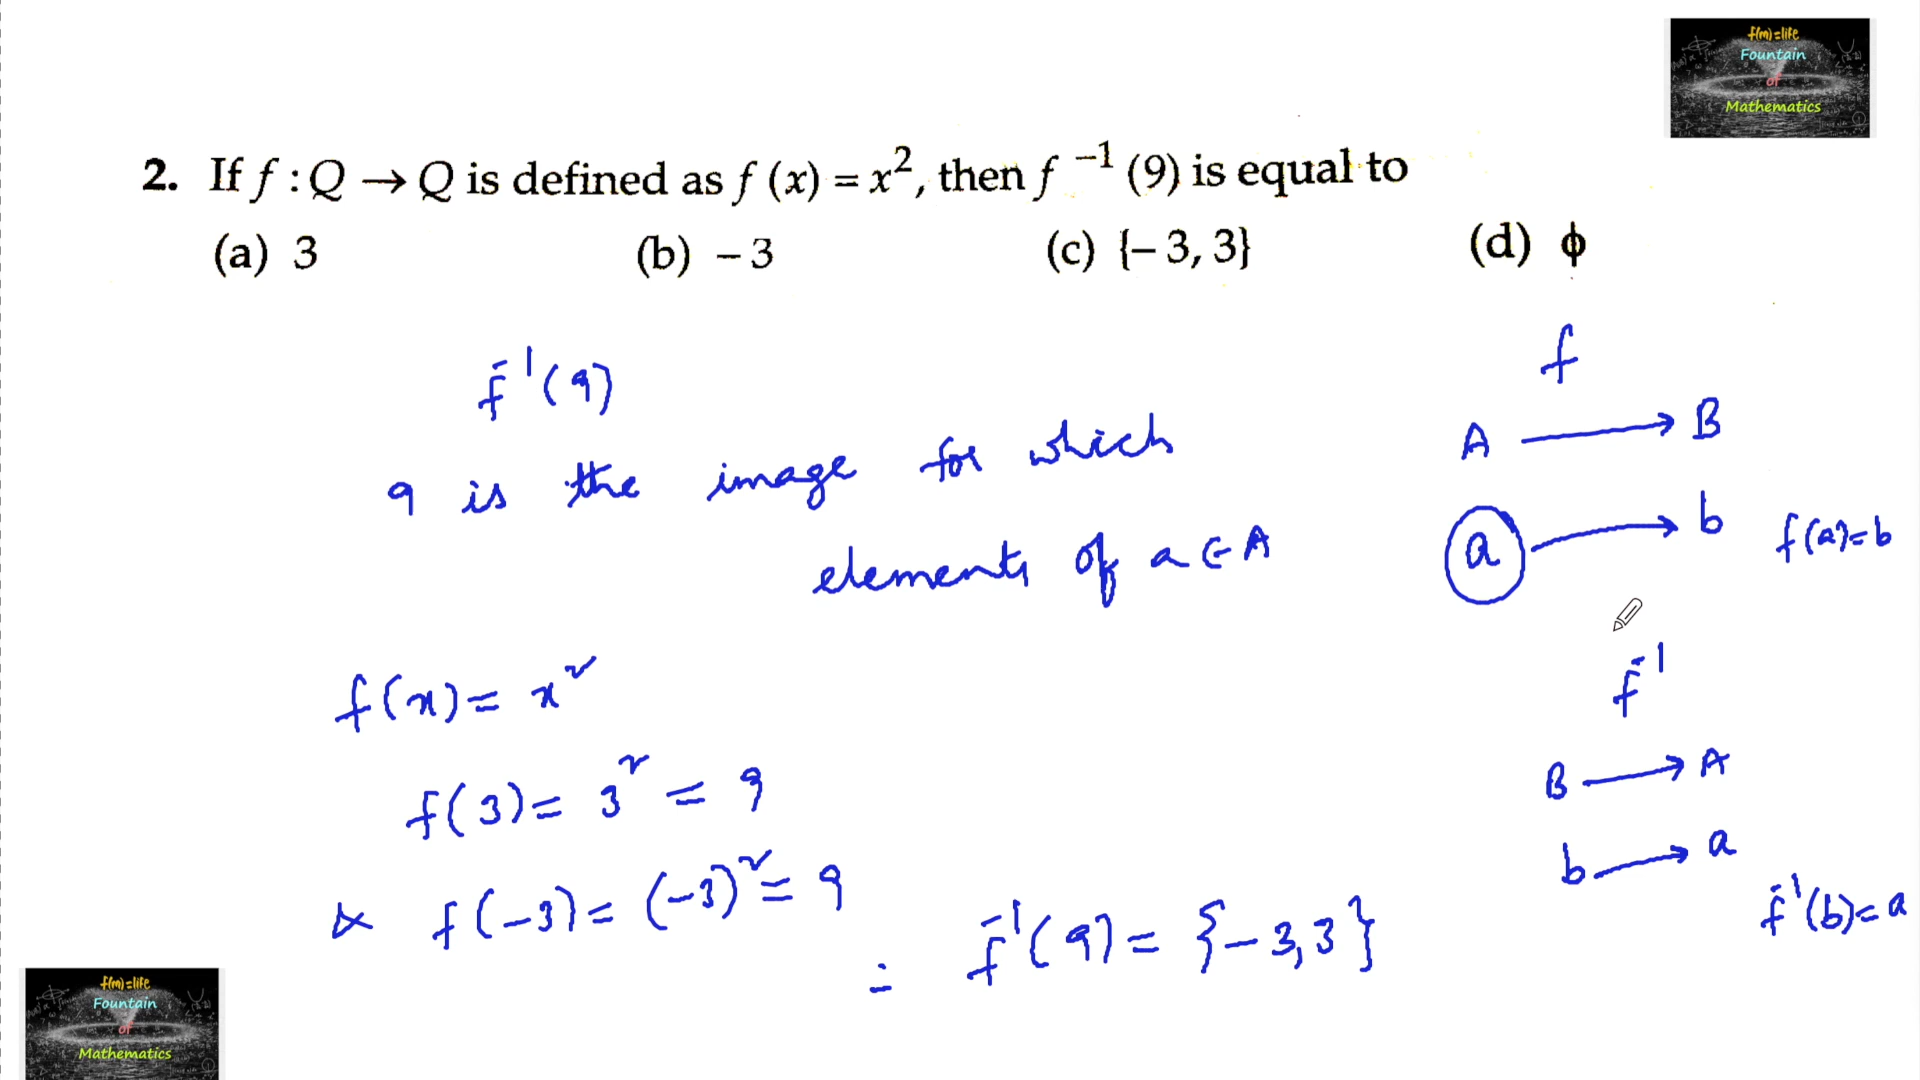 f(m)=life
Fountain
of
Mathematics
2. If f : Q → Q is defined as f (x) = x², then f ⁻¹ (9) is equal to
(a) 3 (b) – 3 (c) {– 3, 3} (d) ϕ
f⁻¹(9)
9 is the image for which
elements of a ∈ A
f(x) = x²
f(3) = 3² = 9
& f(-3) = (-3)² = 9
∴ f⁻¹(9) = {-3, 3}
f
A → B
a → b f(a)=b
f⁻¹
B → A
b → a
f⁻¹(b)=a
f(m)=life
Fountain
of
Mathematics